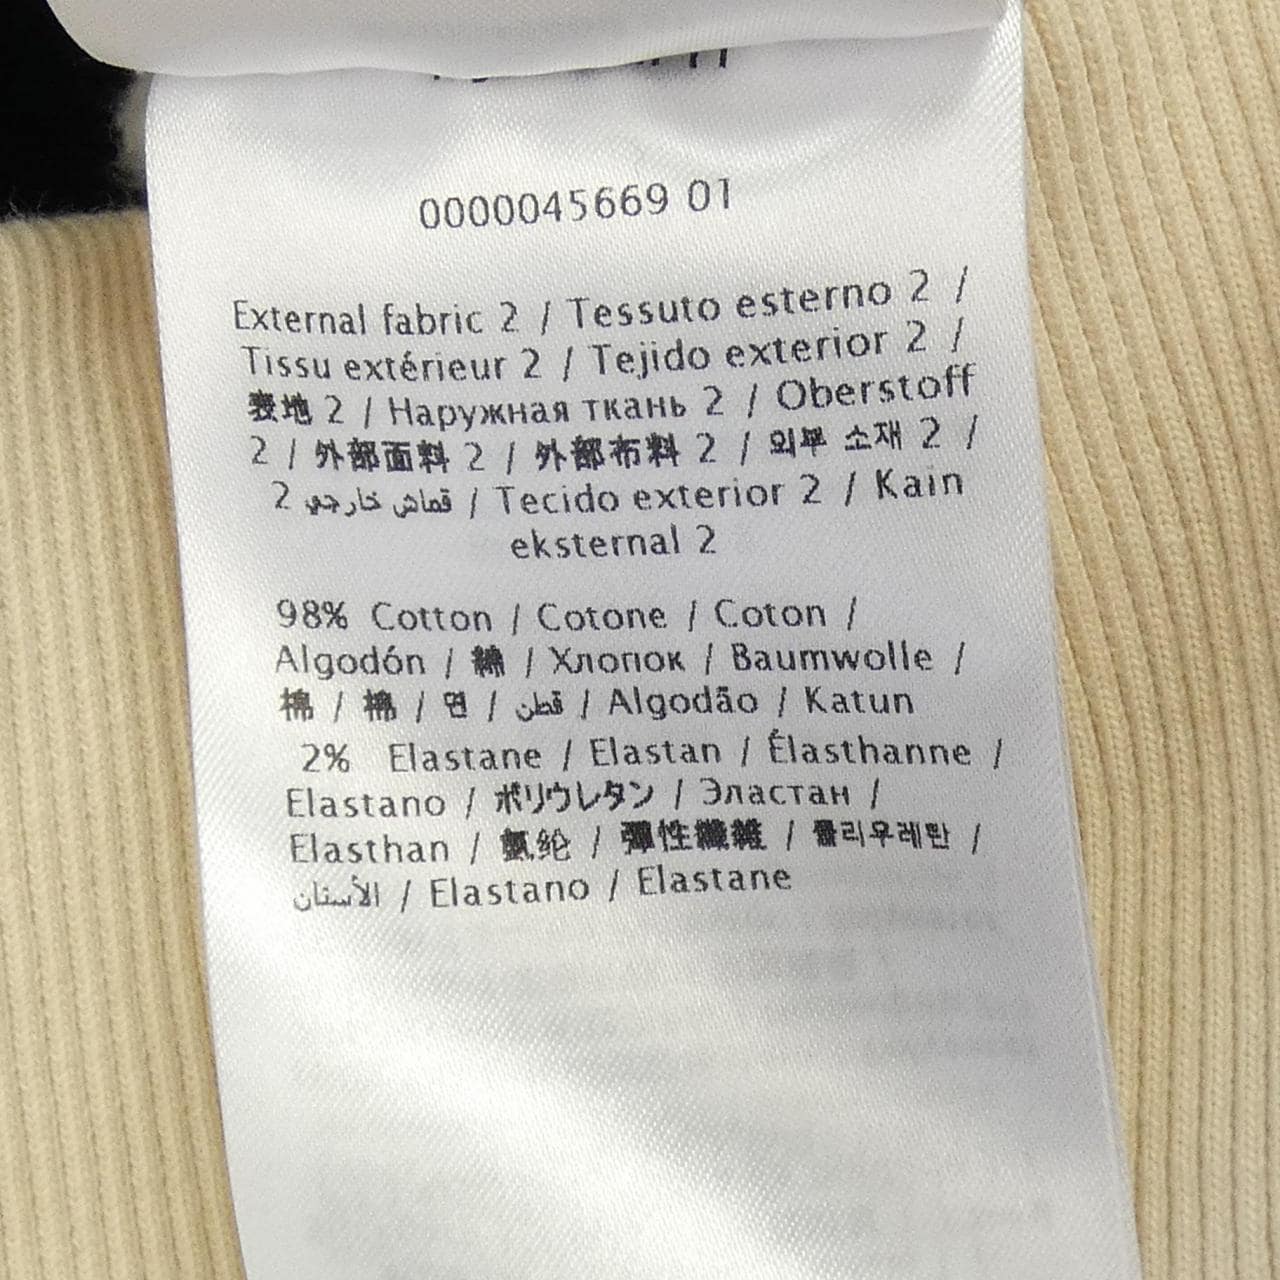 0000045669 01
External fabric 2 / Tessuto esterno 2 /
Tissu extérieur 2 / Tejido exterior 2 /
表地 2 / Наружная ткань 2 / Oberstoff
2 / 外部面料 2 / 外部布料 2 / 외부 소재 2 /
قماش خارجي 2 / Tecido exterior 2 / Kain
eksternal 2
98% Cotton / Cotone / Coton /
Algodón / 綿 / Хлопок / Baumwolle /
棉 / 棉 / 면 / قطن / Algodão / Katun
2% Elastane / Elastan / Élasthanne /
Elastano / ポリウレタン / Эластан /
Elasthan / 氨纶 / 彈性纖維 / 폴리우레탄 /
الأستان / Elastano / Elastane